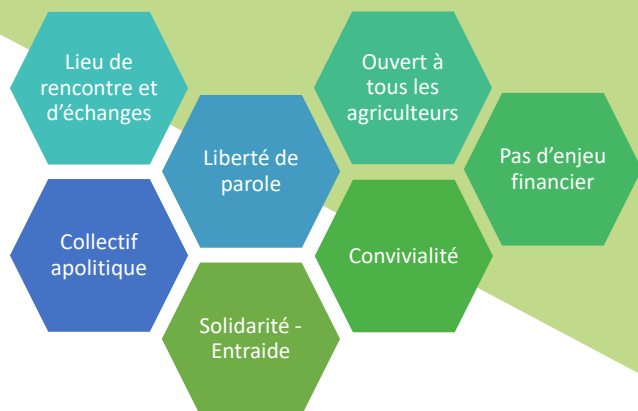 Lieu de
rencontre et
d'échanges
Ouvert à
tous les
agriculteurs
Liberté de
parole
Pas d'enjeu
financier
Collectif
apolitique
Convivialité
Solidarité -
Entraide